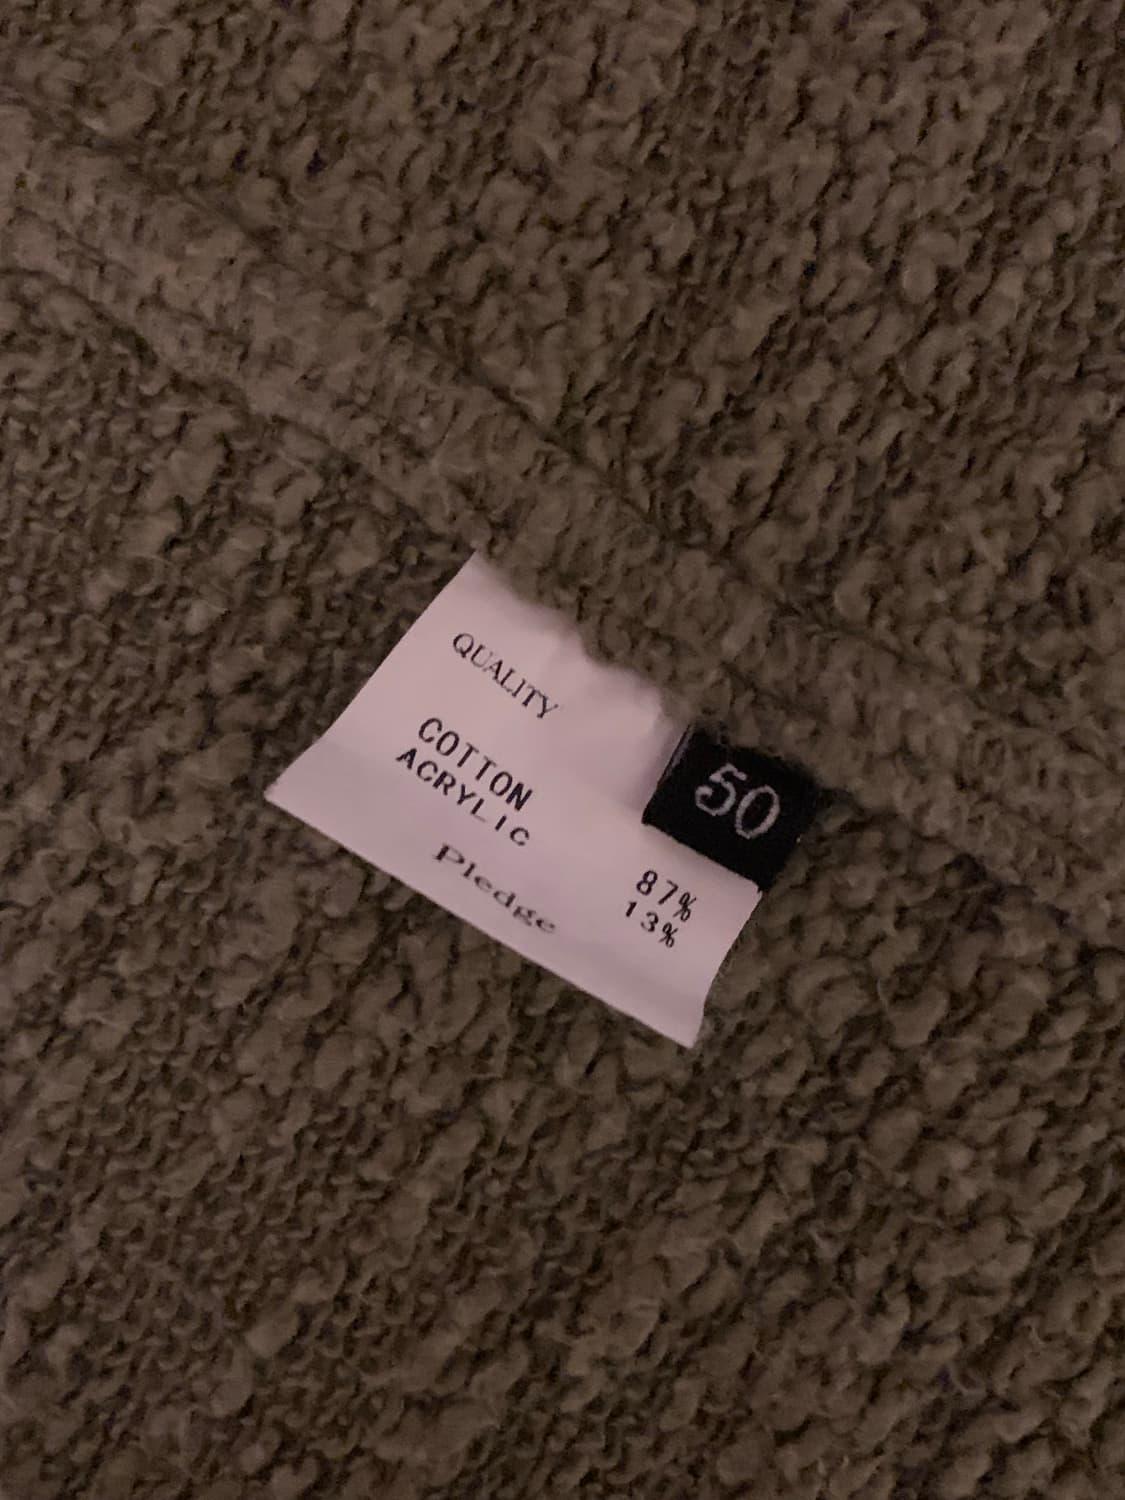 QUALITY
50
COTTON 87%
ACRYLIC 13%
Pledge